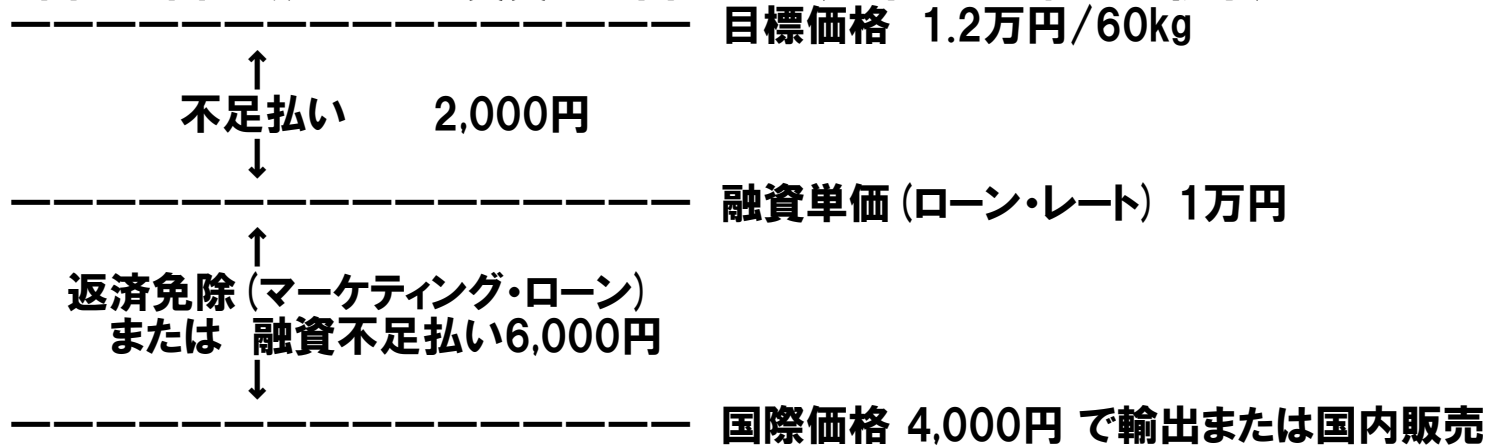 目標価格 1.2万円/60kg
↑
不足払い 2,000円
↓
融資単価(ローン・レート) 1万円
↑
返済免除(マーケティング・ローン)
または 融資不足払い6,000円
↓
国際価格 4,000円 で輸出または国内販売